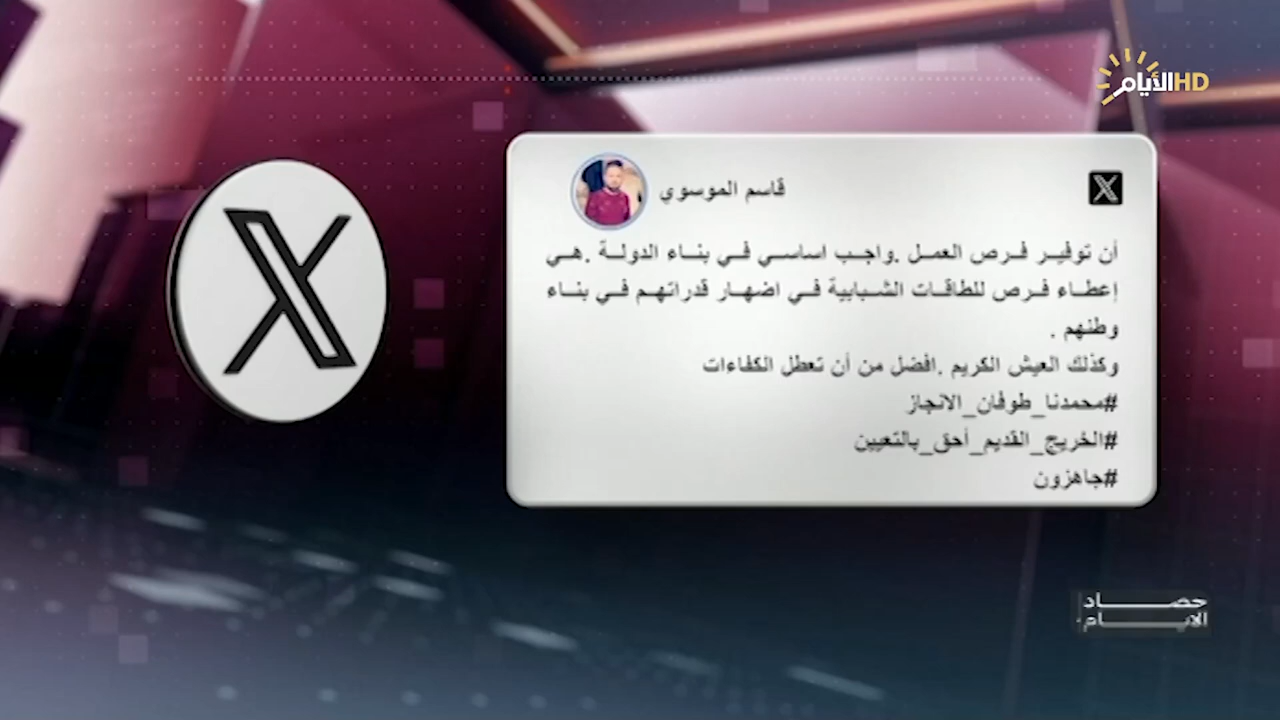 الأيام HD
قاسم الموسوي
أن توفير فرص العمل .واجب اساسي في بناء الدولة .هي
إعطاء فرص للطاقات الشبابية في اضهار قدراتهم في بناء
وطنهم .
وكذلك العيش الكريم .افضل من أن تعطل الكفاءات
#محمدنا_طوفان_الانجاز
#الخريج_القديم_أحق_بالتعيين
#جاهزون
حصاد
الايام